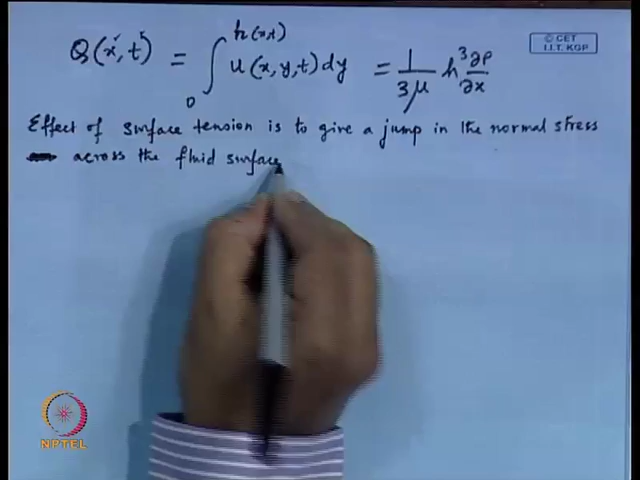 Q(x, t) = ∫₀^h(x,t) u(x, y, t) dy = 1/3μ h³ ∂p/∂x
Effect of surface tension is to give a jump in the normal stress
across the fluid surface
© CET
I.I.T. KGP
NPTEL